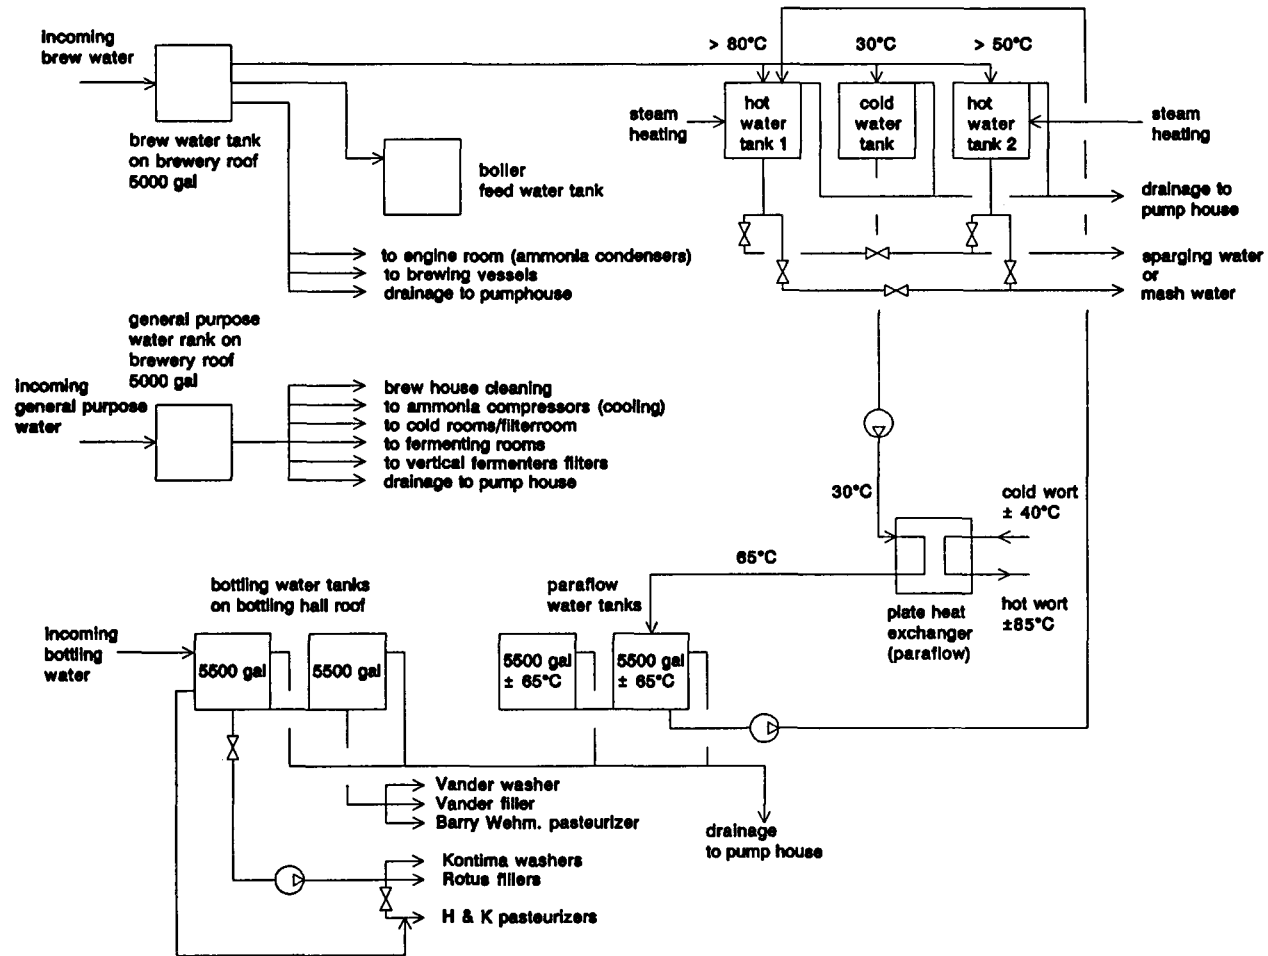 incoming
brew water
brew water tank
on brewery roof
5000 gal
boiler
feed water tank
to engine room (ammonia condensers)
to brewing vessels
drainage to pumphouse
> 80°C
30°C
> 50°C
steam
heating
hot
water
tank 1
cold
water
tank
hot
water
tank 2
steam
heating
drainage to
pump house
sparging water
or
mash water
general purpose
water rank on
brewery roof
5000 gal
incoming
general purpose
water
brew house cleaning
to ammonia compressors (cooling)
to cold rooms/filterroom
to fermenting rooms
to vertical fermenters filters
drainage to pump house
30°C
cold wort
± 40°C
65°C
hot wort
±85°C
plate heat
exchanger
(paraflow)
bottling water tanks
on bottling hall roof
paraflow
water tanks
incoming
bottling
water
5500 gal
5500 gal
5500 gal
± 65°C
5500 gal
± 65°C
Vander washer
Vander filler
Barry Wehm. pasteurizer
drainage
to pump house
Kontima washers
Rotus fillers
H & K pasteurizers